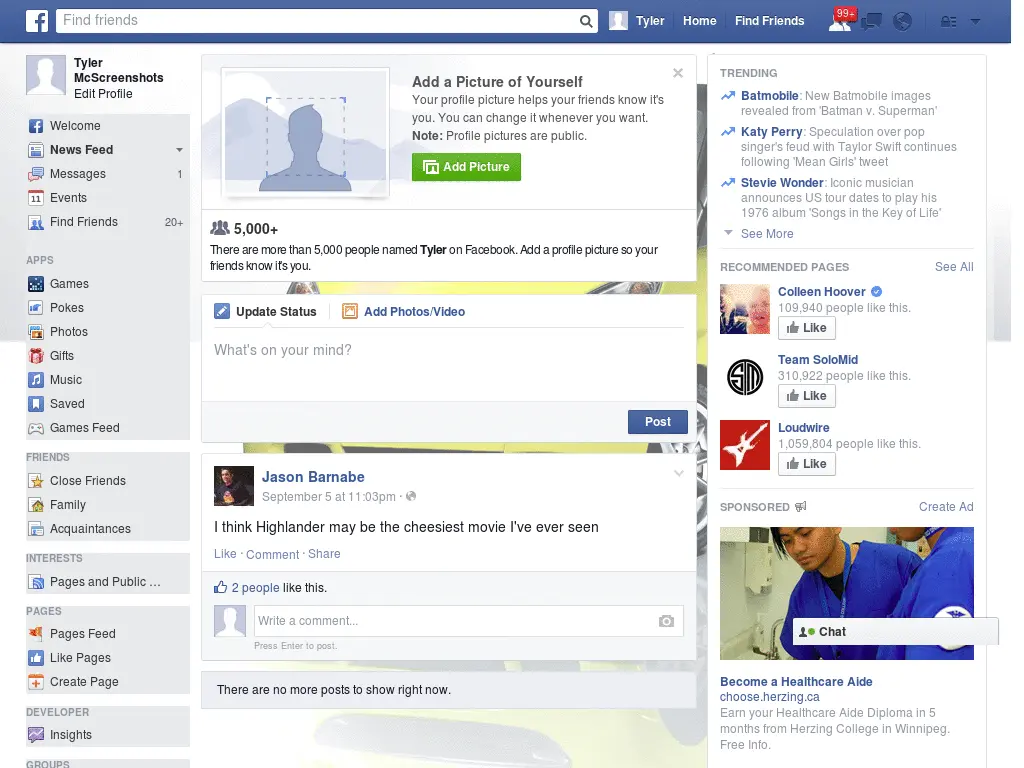 Find friends
Tyler
Home
Find Friends
99+
Tyler
McScreenshots
Edit Profile
Welcome
News Feed
Messages 1
11 Events
Find Friends 20+
APPS
Games
Pokes
Photos
Gifts
Music
Saved
Games Feed
FRIENDS
Close Friends
Family
Acquaintances
INTERESTS
Pages and Public ...
PAGES
Pages Feed
Like Pages
Create Page
DEVELOPER
Insights
GROUPS
Add a Picture of Yourself
Your profile picture helps your friends know it's
you. You can change it whenever you want.
Note: Profile pictures are public.
Add Picture
5,000+
There are more than 5,000 people named Tyler on Facebook. Add a profile picture so your
friends know it's you.
Update Status
Add Photos/Video
What's on your mind?
Post
Jason Barnabe
September 5 at 11:03pm ·
I think Highlander may be the cheesiest movie I've ever seen
Like · Comment · Share
2 people like this.
Write a comment...
Press Enter to post.
There are no more posts to show right now.
TRENDING
Batmobile: New Batmobile images
revealed from 'Batman v. Superman'
Katy Perry: Speculation over pop
singer's feud with Taylor Swift continues
following 'Mean Girls' tweet
Stevie Wonder: Iconic musician
announces US tour dates to play his
1976 album 'Songs in the Key of Life'
See More
RECOMMENDED PAGES See All
Colleen Hoover
109,940 people like this.
Like
Team SoloMid
310,922 people like this.
Like
Loudwire
1,059,804 people like this.
Like
SPONSORED Create Ad
Chat
Become a Healthcare Aide
choose.herzing.ca
Earn your Healthcare Aide Diploma in 5
months from Herzing College in Winnipeg.
Free Info.